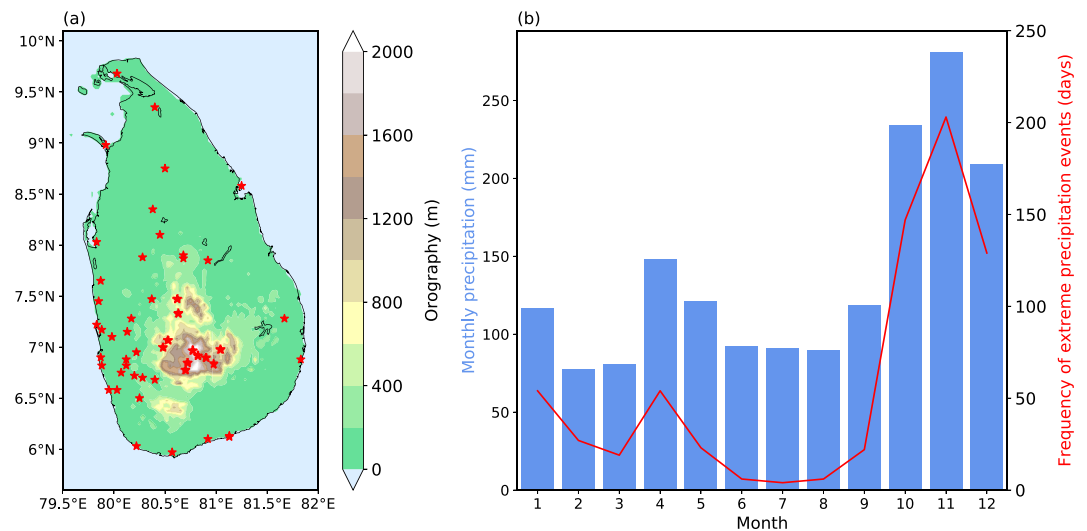 (a)
10°N
9.5°N
9°N
8.5°N
8°N
7.5°N
7°N
6.5°N
6°N
79.5°E
80°E
80.5°E
81°E
81.5°E
82°E
2000
1600
1200
800
400
0
Orography (m)
(b)
Monthly precipitation (mm)
250
200
150
100
50
0
1
2
3
4
5
6
7
8
9
10
11
12
Month
250
200
150
100
50
0
Frequency of extreme precipitation events (days)